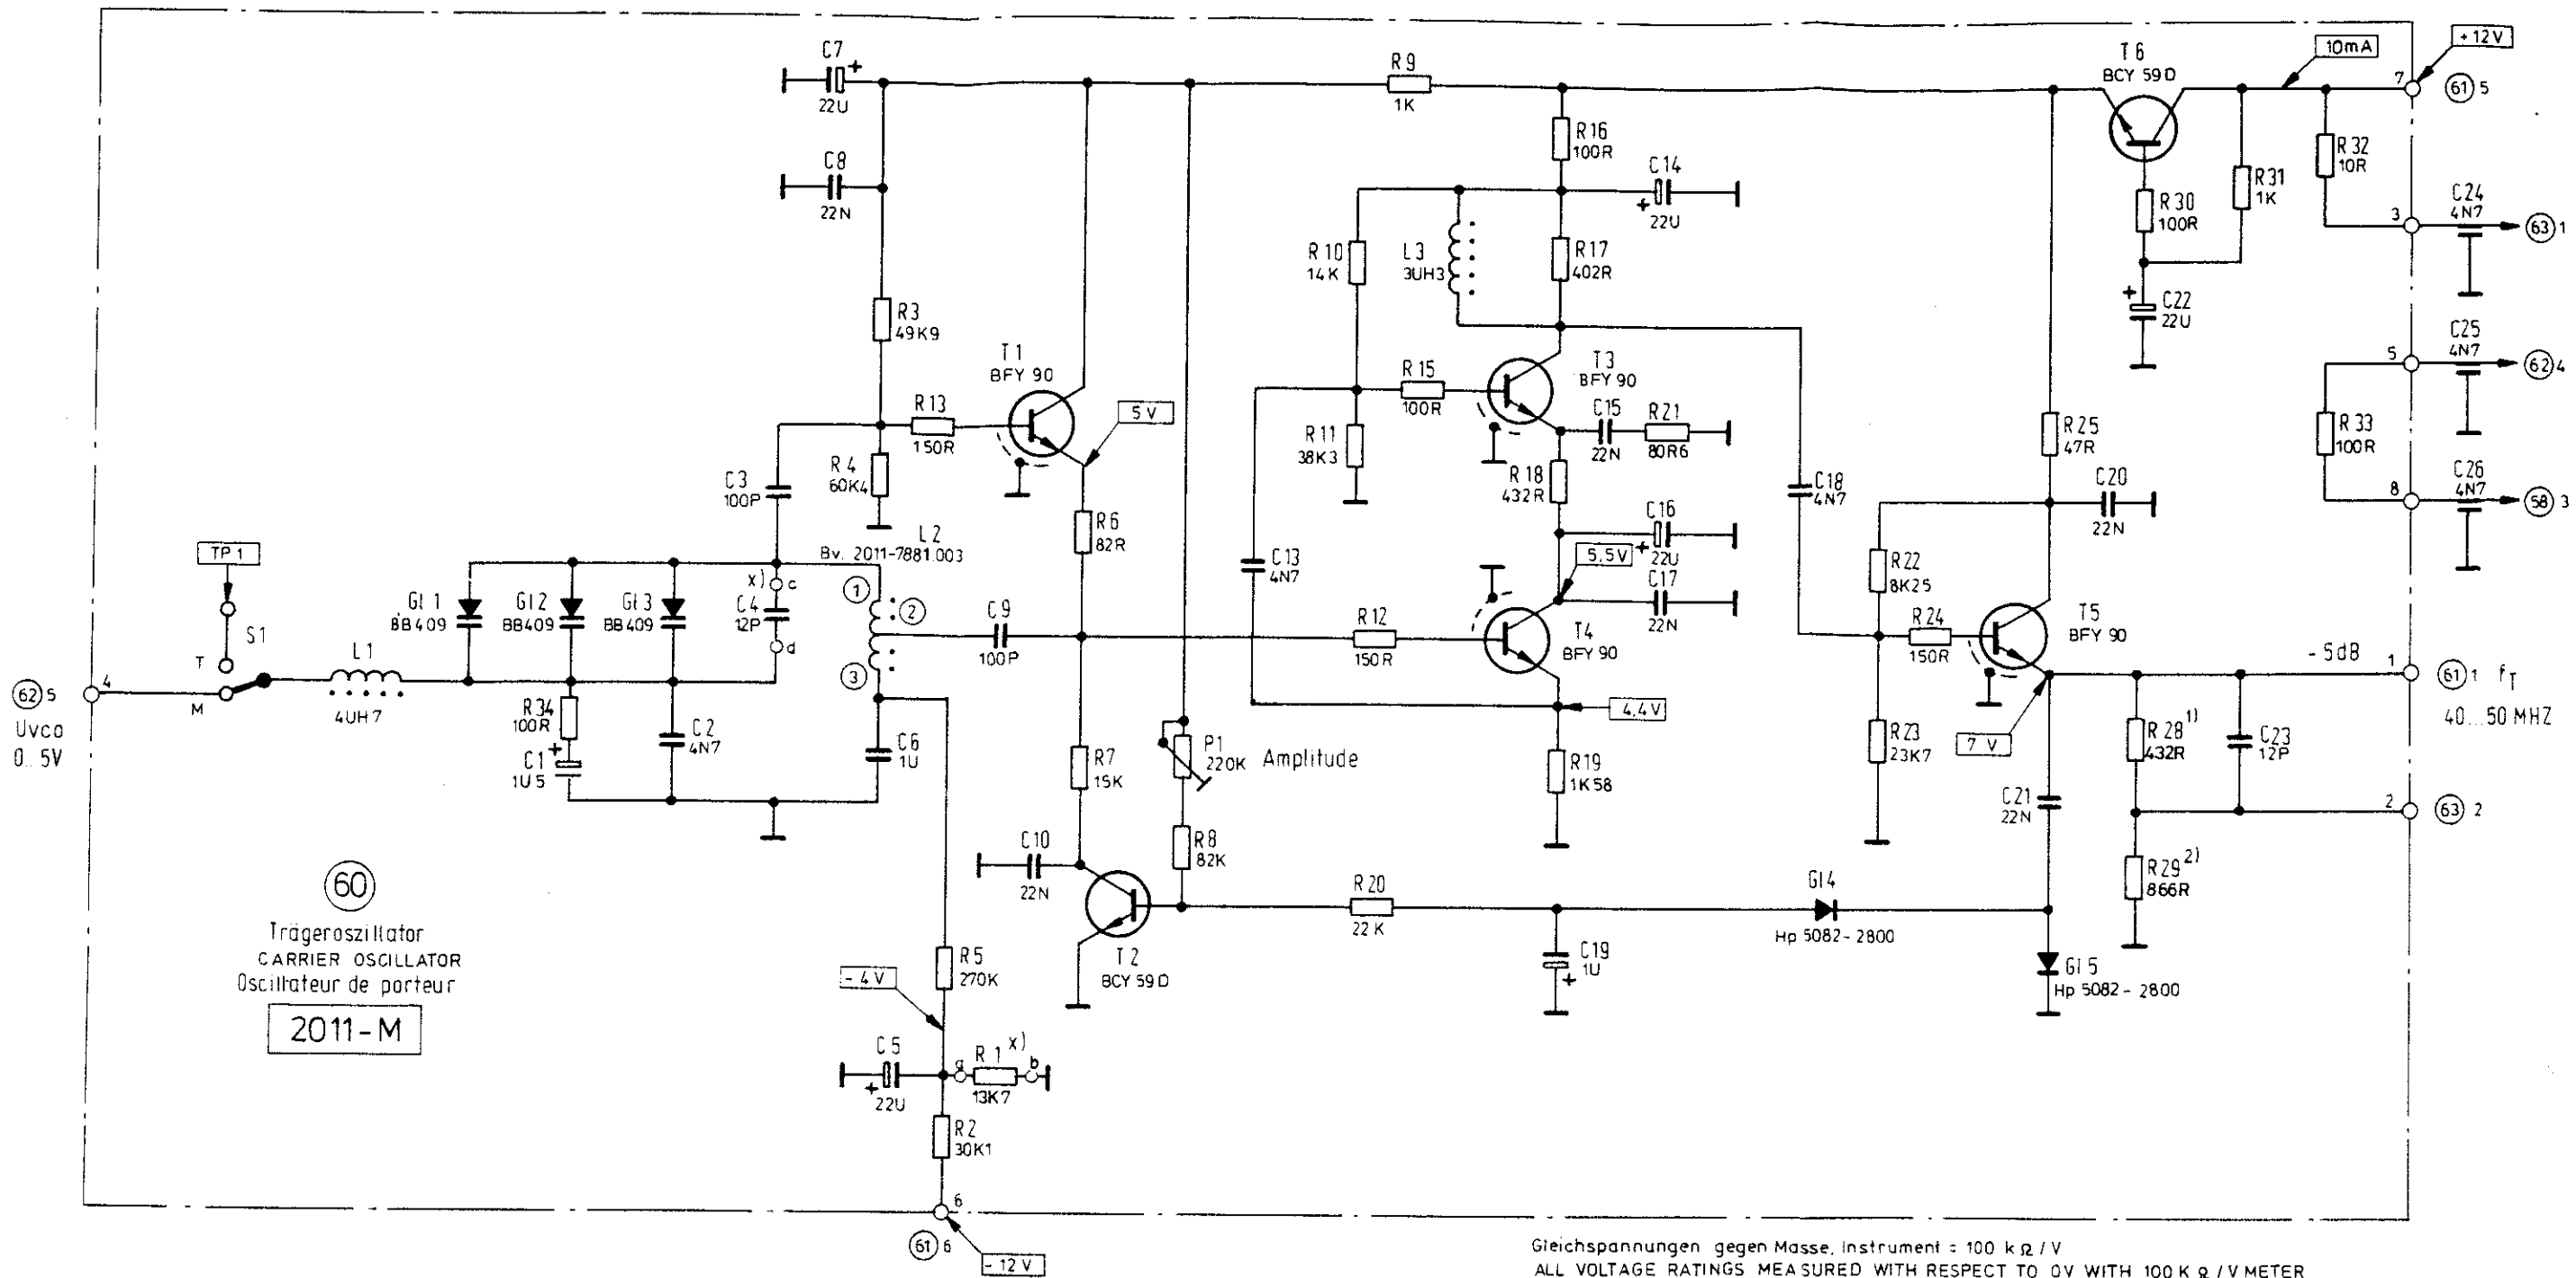 C7
+
22U
C8
22N
R3
49K9
T1
BFY 90
R13
150R
5V
R4
60K4
C3
100P
R6
82R
L2
Bv. 2011-7881.003
TP 1
S1
T
M
4
62 5
Uvco
0...5V
L1
4UH7
Gl 1
BB409
Gl 2
BB409
Gl 3
BB409
x)
c
C4
12P
d
1
2
3
C9
100P
R34
100R
C1
+
1U5
C2
4N7
C6
1U
R7
15K
C10
22N
T2
BCY 59D
P1
220K
Amplitude
R8
82K
R5
270K
-4V
C5
+
22U
a
R1 x)
b
13K7
R2
30K1
6
61 6
-12V
60
Trägeroszillator
CARRIER OSCILLATOR
Oscillateur de porteur
2011-M
R9
1K
R16
100R
C14
+
22U
R10
14K
L3
3UH3
R17
402R
R15
100R
T3
BFY 90
R11
38K3
C15
22N
R21
80R6
R18
432R
C16
+
22U
5.5V
C17
22N
C13
4N7
R12
150R
T4
BFY 90
4,4V
R19
1K58
R20
22K
C19
1U
+
Gl4
Hp 5082-2800
Gl 5
Hp 5082-2800
C18
4N7
R22
8K25
R24
150R
T5
BFY 90
R23
23K7
7V
C21
22N
R25
47R
C20
22N
T6
BCY 59D
10mA
+12V
7
61 5
R30
100R
R31
1K
R32
10R
C22
+
22U
3
C24
4N7
63 1
5
C25
4N7
62 4
R33
100R
8
C26
4N7
58 3
-5dB
1
61 1 fT
40...50 MHZ
R28 1)
432R
C23
12P
2
63 2
R29 2)
866R
Gleichspannungen gegen Masse, Instrument = 100 kΩ/V
ALL VOLTAGE RATINGS MEASURED WITH RESPECT TO 0V WITH 100 K Ω/V METER